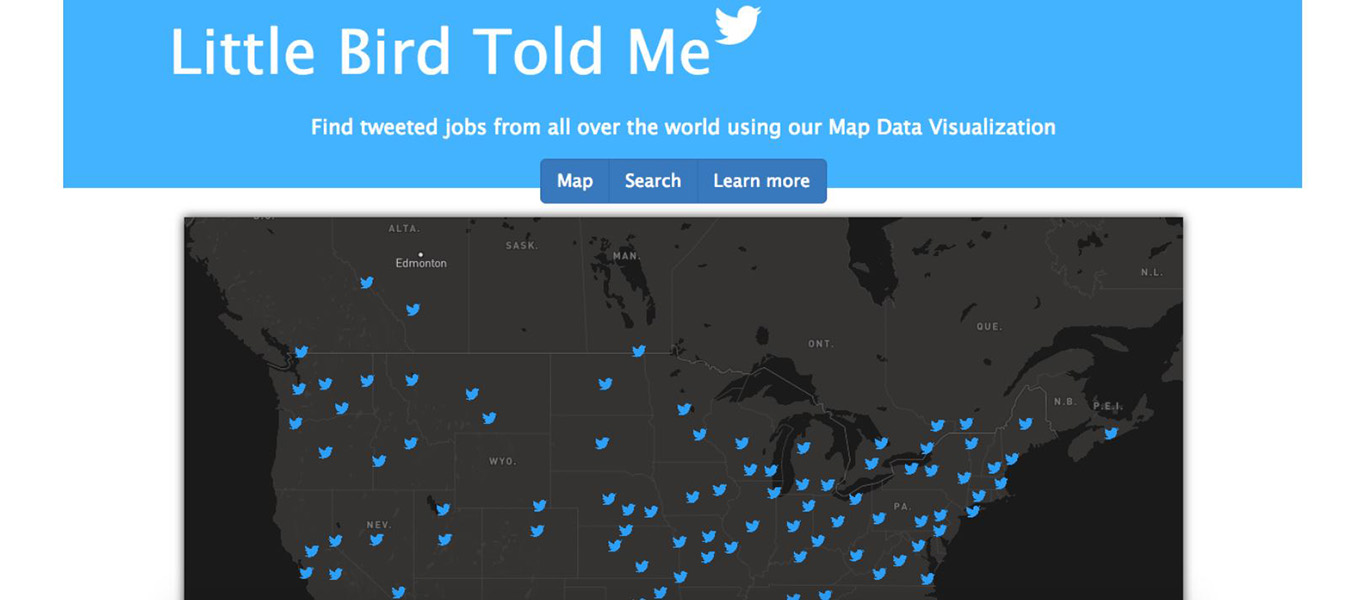 Little Bird Told Me
Find tweeted jobs from all over the world using our Map Data Visualization
Map Search Learn more
ALTA.
SASK.
MAN.
Edmonton
N.L.
QUE.
ONT.
N.B.
P.E.I.
WYO.
PA.
NEV.